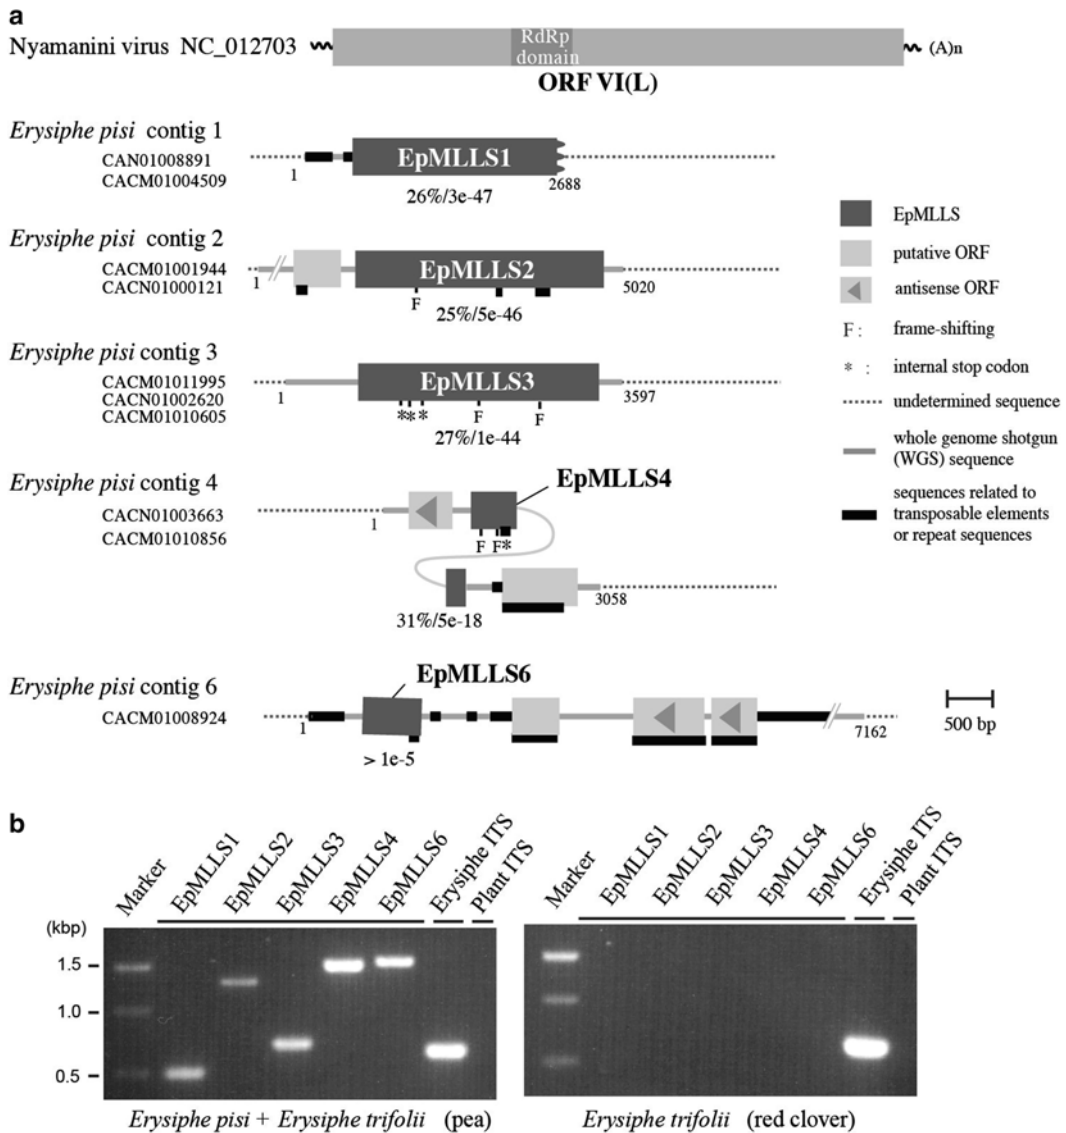 a
Nyamanini virus NC_012703
RdRp
domain
(A)n
ORF VI(L)
Erysiphe pisi contig 1
CAN01008891
CACM01004509
1
EpMLLS1
2688
26%/3e-47
Erysiphe pisi contig 2
CACM01001944
CACN01000121
1
EpMLLS2
5020
F
25%/5e-46
Erysiphe pisi contig 3
CACM01011995
CACN01002620
CACM01010605
1
EpMLLS3
3597
* * * F F
27%/1e-44
Erysiphe pisi contig 4
CACN01003663
CACM01010856
EpMLLS4
1
F F *
3058
31%/5e-18
Erysiphe pisi contig 6
CACM01008924
EpMLLS6
1
7162
> 1e-5
EpMLLS
putative ORF
antisense ORF
F : frame-shifting
* : internal stop codon
undetermined sequence
whole genome shotgun
(WGS) sequence
sequences related to
transposable elements
or repeat sequences
500 bp
b
Marker
EpMLLS1
EpMLLS2
EpMLLS3
EpMLLS4
EpMLLS6
Erysiphe ITS
Plant ITS
(kbp)
1.5
1.0
0.5
Erysiphe pisi + Erysiphe trifolii (pea)
Marker
EpMLLS1
EpMLLS2
EpMLLS3
EpMLLS4
EpMLLS6
Erysiphe ITS
Plant ITS
Erysiphe trifolii (red clover)